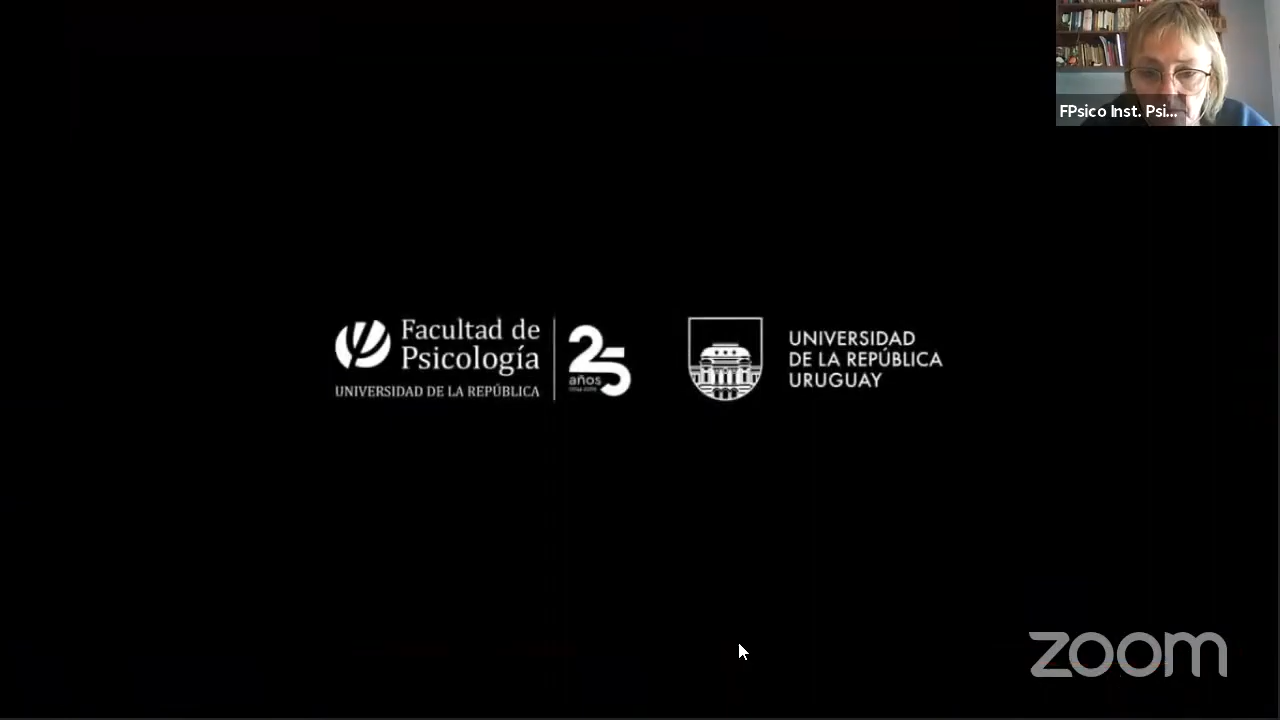 FPsico Inst. Psi...
Facultad de
Psicología
UNIVERSIDAD DE LA REPÚBLICA
25
años
UNIVERSIDAD
DE LA REPÚBLICA
URUGUAY
zoom